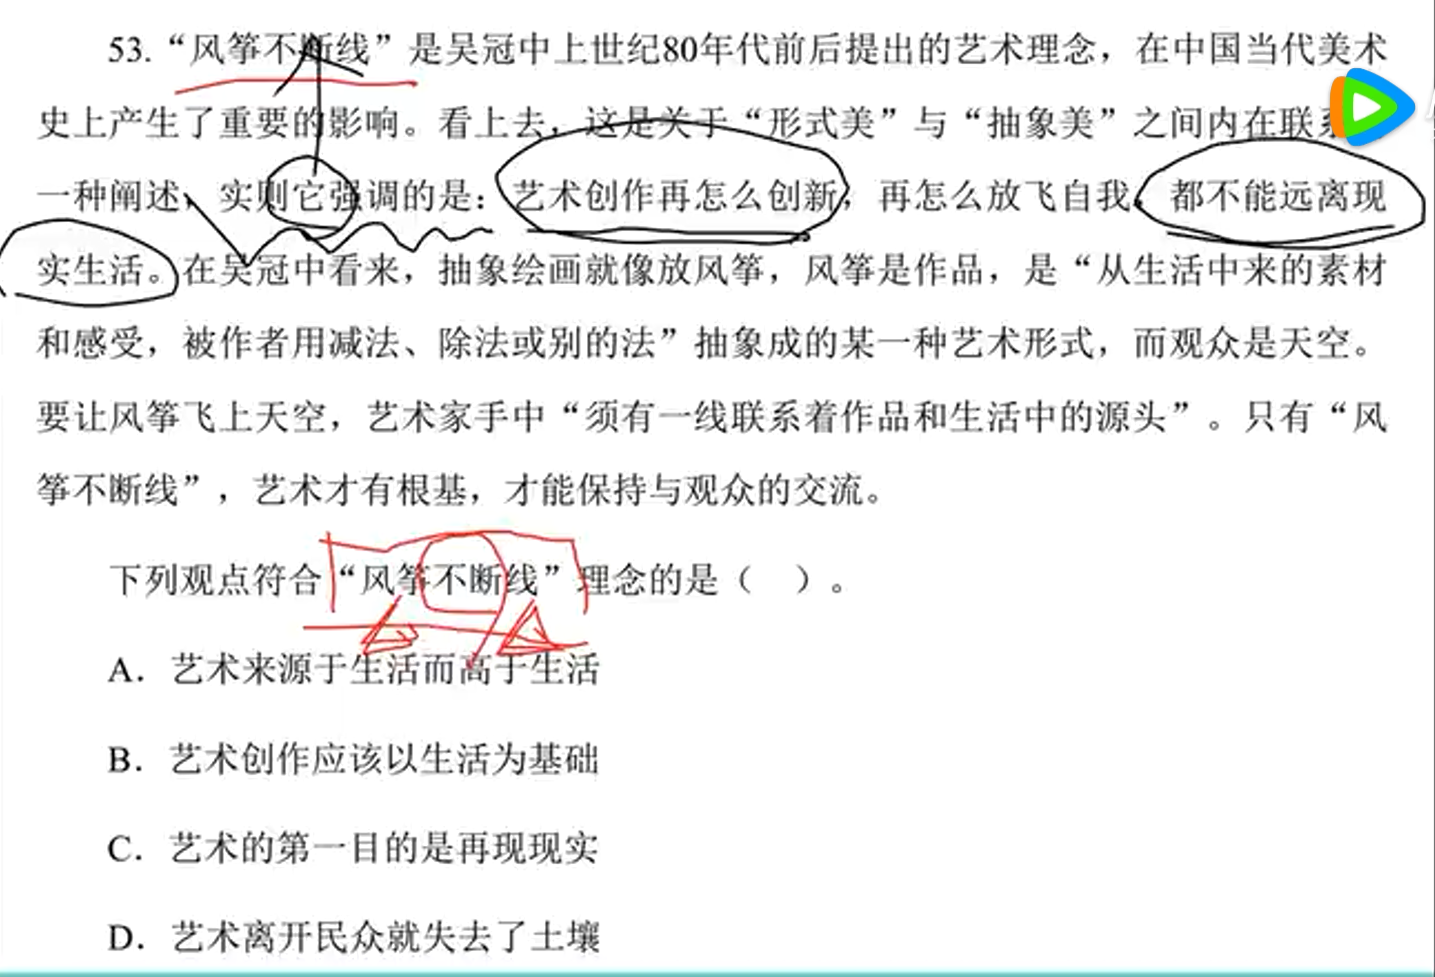 53.“风筝不断线”是吴冠中上世纪80年代前后提出的艺术理念，在中国当代美术
史上产生了重要的影响。看上去，这是关于“形式美”与“抽象美”之间内在联系
一种阐述，实则它强调的是：艺术创作再怎么创新，再怎么放飞自我，都不能远离现
实生活。在吴冠中看来，抽象绘画就像放风筝，风筝是作品，是“从生活中来的素材
和感受，被作者用减法、除法或别的法”抽象成的某一种艺术形式，而观众是天空。
要让风筝飞上天空，艺术家手中“须有一线联系着作品和生活中的源头”。只有“风
筝不断线”，艺术才有根基，才能保持与观众的交流。
下列观点符合“风筝不断线”理念的是（　）。
A．艺术来源于生活而高于生活
B．艺术创作应该以生活为基础
C．艺术的第一目的是再现现实
D．艺术离开民众就失去了土壤